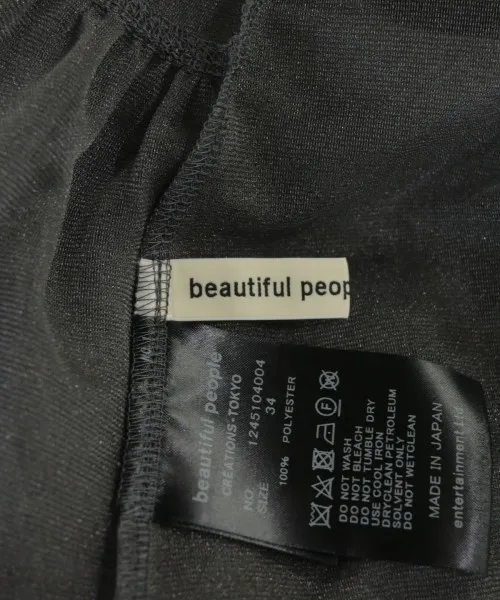 beautiful peop
beautiful people
CREATIONS-TOKYO
NO 1245104004
SIZE 34
100% POLYESTER
DO NOT WASH
DO NOT BLEACH
DO NOT TUMBLE DRY
USE COOL IRON
DRYCLEAN PETROLEUM
SOLVENT ONLY
DO NOT WETCLEAN
MADE IN JAPAN
entertainment Ltd.